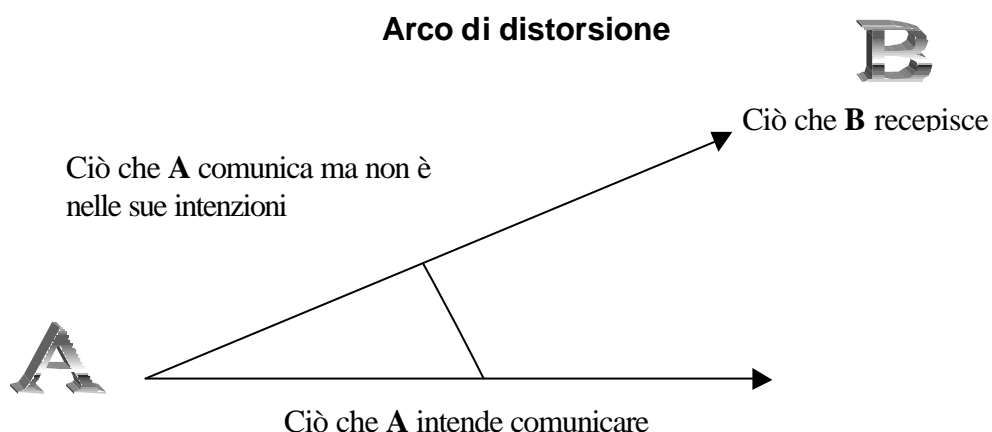 Arco di distorsione
B
Ciò che B recepisce
Ciò che A comunica ma non è
nelle sue intenzioni
A
Ciò che A intende comunicare